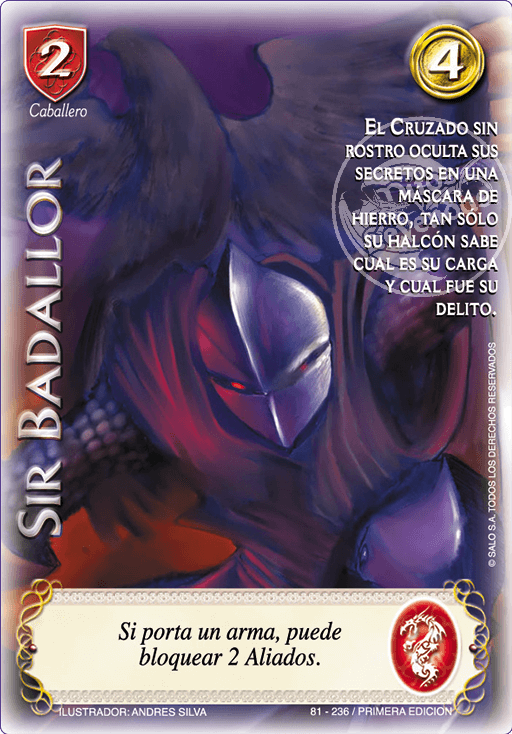 2
4
Caballero
SIR BADALLOR
EL CRUZADO SIN
ROSTRO OCULTA SUS
SECRETOS EN UNA
MÁSCARA DE
HIERRO, TAN SÓLO
SU HALCÓN SABE
CUAL ES SU CARGA
Y CUAL FUE SU
DELITO.
© SALO S.A. TODOS LOS DERECHOS RESERVADOS
Si porta un arma, puede
bloquear 2 Aliados.
ILUSTRADOR: ANDRES SILVA
81 - 236 / PRIMERA EDICION